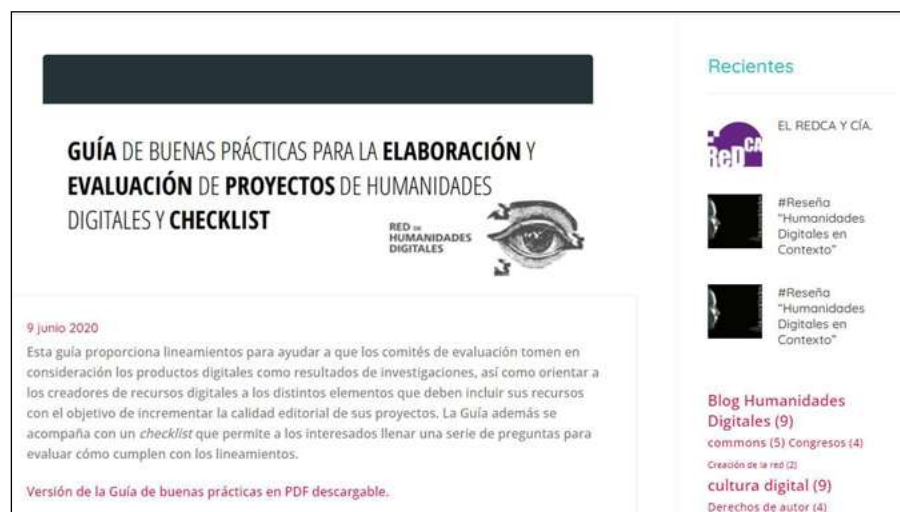 GUÍA DE BUENAS PRÁCTICAS PARA LA ELABORACIÓN Y
EVALUACIÓN DE PROYECTOS DE HUMANIDADES
DIGITALES Y CHECKLIST
RED DE
HUMANIDADES
DIGITALES
9 junio 2020
Esta guía proporciona lineamientos para ayudar a que los comités de evaluación tomen en
consideración los productos digitales como resultados de investigaciones, así como orientar a
los creadores de recursos digitales a los distintos elementos que deben incluir sus recursos
con el objetivo de incrementar la calidad editorial de sus proyectos. La Guía además se
acompaña con un checklist que permite a los interesados llenar una serie de preguntas para
evaluar cómo cumplen con los lineamientos.
Versión de la Guía de buenas prácticas en PDF descargable.
Recientes
ReDCA
EL REDCA Y CÍA.
#Reseña
"Humanidades
Digitales en
Contexto"
#Reseña
"Humanidades
Digitales en
Contexto"
Blog Humanidades
Digitales (9)
commons (5) Congresos (4)
Creación de la red (2)
cultura digital (9)
Derechos de autor (4)